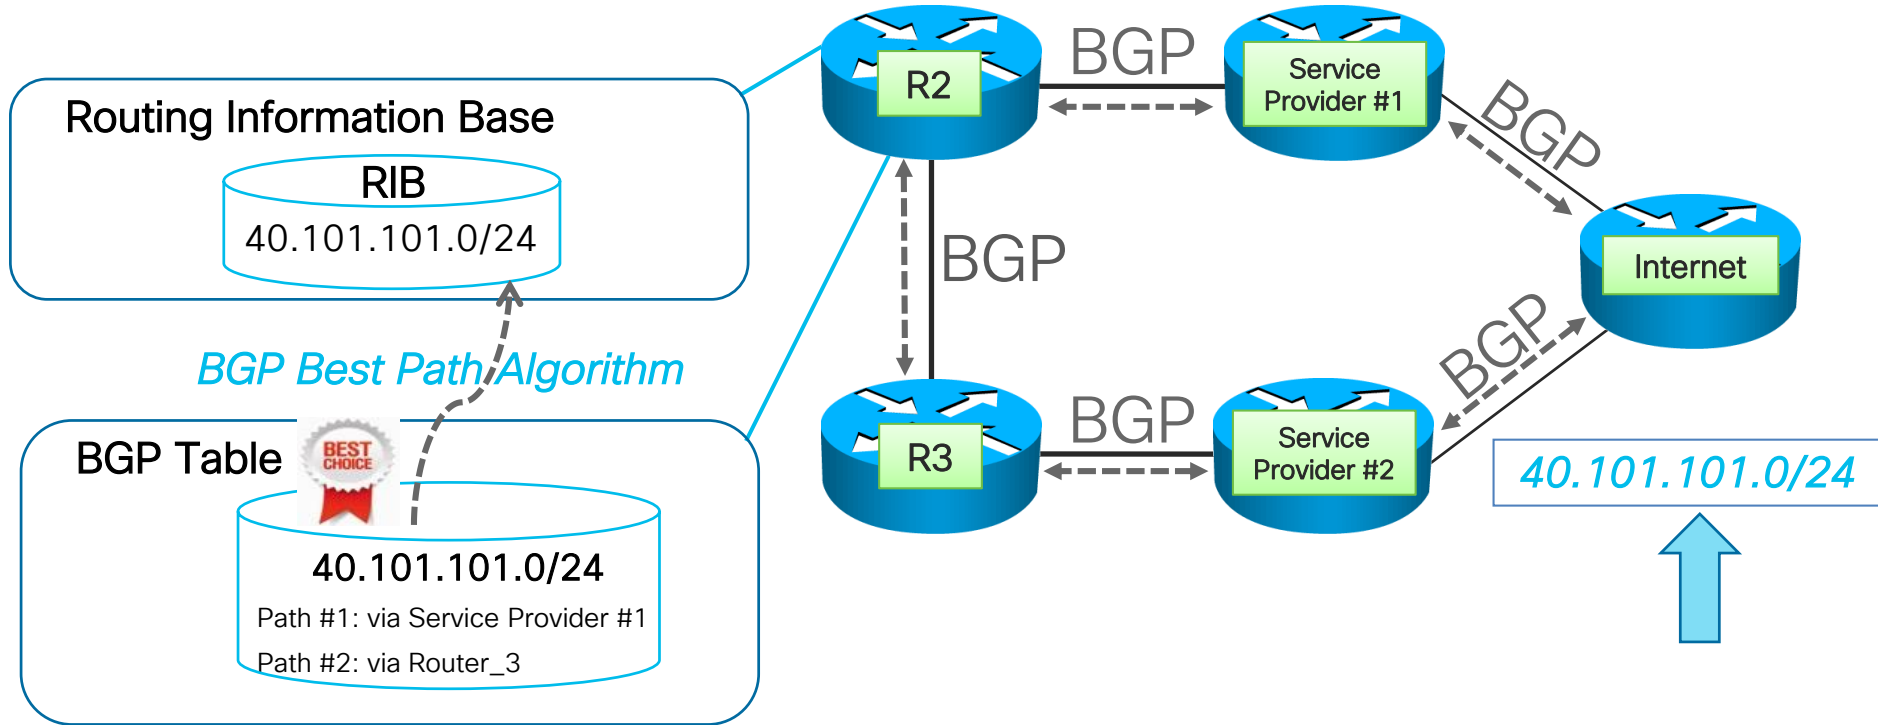 Routing Information Base
RIB
40.101.101.0/24
BGP Best Path Algorithm
BGP Table
BEST
CHOICE
40.101.101.0/24
Path #1: via Service Provider #1
Path #2: via Router_3
R2
BGP
Service
Provider #1
BGP
BGP
Internet
R3
BGP
Service
Provider #2
BGP
40.101.101.0/24